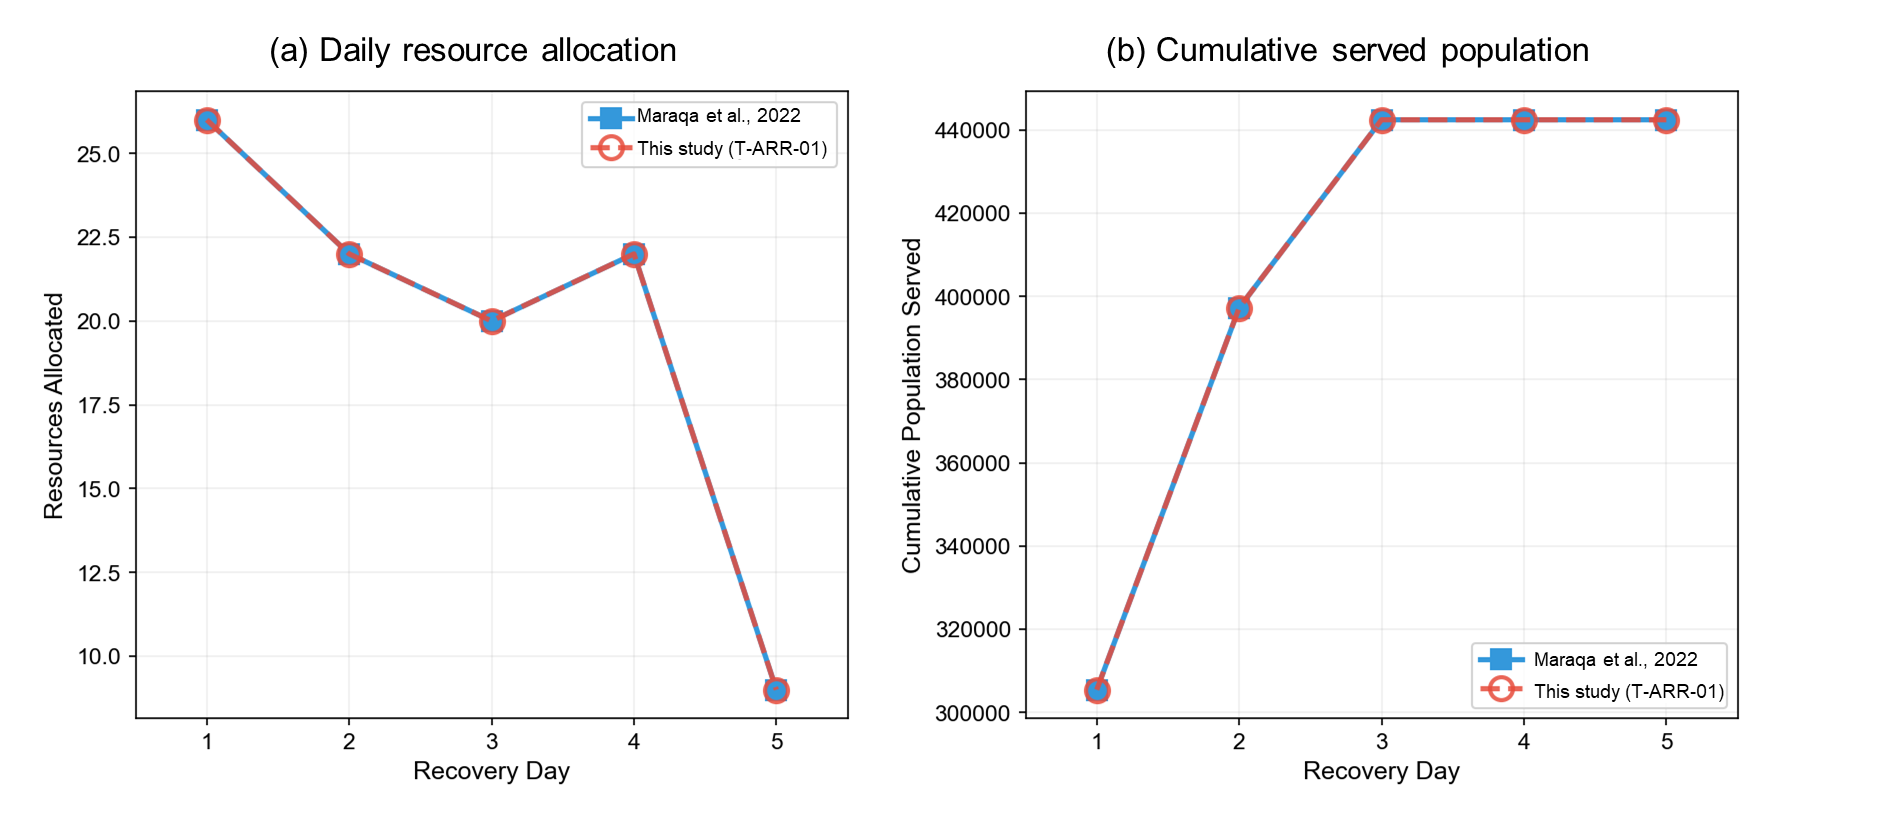 (a) Daily resource allocation
Maraqa et al., 2022
This study (T-ARR-01)
25.0
22.5
20.0
17.5
15.0
12.5
10.0
Resources Allocated
1 2 3 4 5
Recovery Day
(b) Cumulative served population
440000
420000
400000
380000
360000
340000
320000
300000
Cumulative Population Served
Maraqa et al., 2022
This study (T-ARR-01)
1 2 3 4 5
Recovery Day